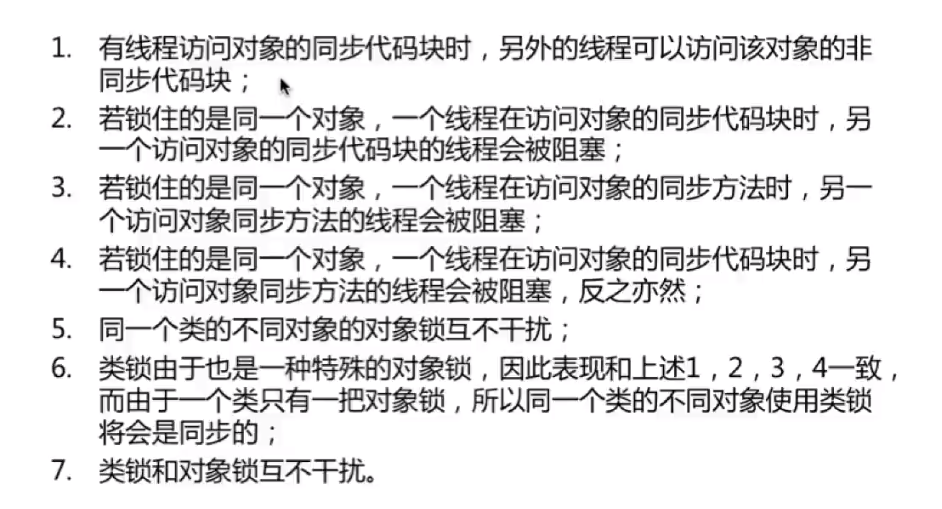 1. 有线程访问对象的同步代码块时，另外的线程可以访问该对象的非
同步代码块；
2. 若锁住的是同一个对象，一个线程在访问对象的同步代码块时，另
一个访问对象的同步代码块的线程会被阻塞；
3. 若锁住的是同一个对象，一个线程在访问对象的同步方法时，另一
个访问对象同步方法的线程会被阻塞；
4. 若锁住的是同一个对象，一个线程在访问对象的同步代码块时，另
一个访问对象同步方法的线程会被阻塞，反之亦然；
5. 同一个类的不同对象的对象锁互不干扰；
6. 类锁由于也是一种特殊的对象锁，因此表现和上述1，2，3，4一致，
而由于一个类只有一把对象锁，所以同一个类的不同对象使用类锁
将会是同步的；
7. 类锁和对象锁互不干扰。